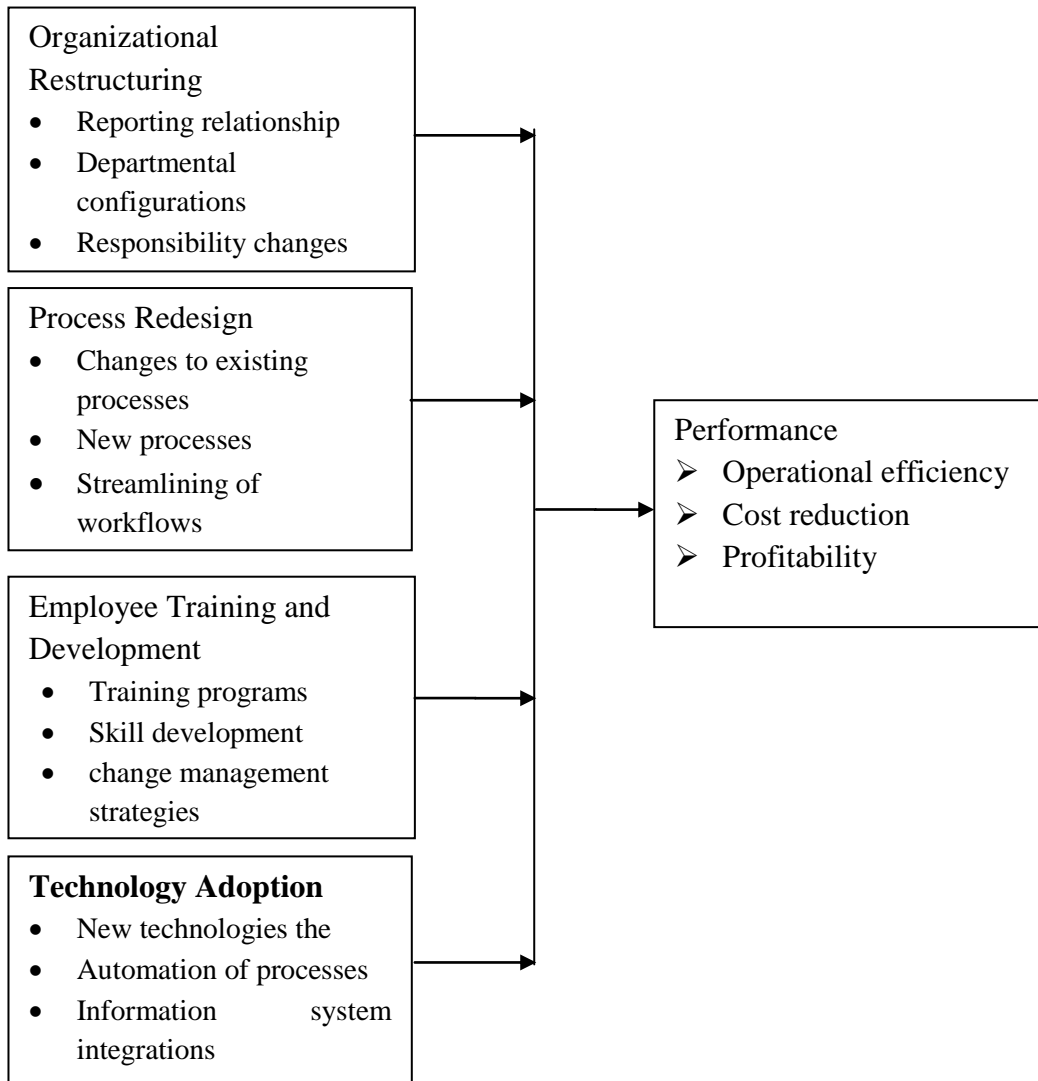 Organizational
Restructuring
• Reporting relationship
• Departmental
configurations
• Responsibility changes
Process Redesign
• Changes to existing
processes
• New processes
• Streamlining of
workflows
Employee Training and
Development
• Training programs
• Skill development
• change management
strategies
Technology Adoption
• New technologies the
• Automation of processes
• Information system
integrations
Performance
➢ Operational efficiency
➢ Cost reduction
➢ Profitability